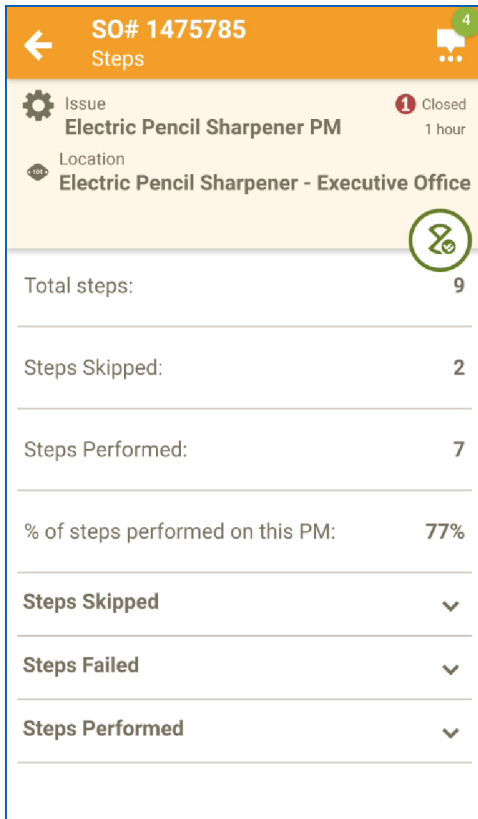 SO# 1475785
4
Steps
Issue
1 Closed
Electric Pencil Sharpener PM
1 hour
Location
101
Electric Pencil Sharpener - Executive Office
Total steps: 9
Steps Skipped: 2
Steps Performed: 7
% of steps performed on this PM: 77%
Steps Skipped
Steps Failed
Steps Performed